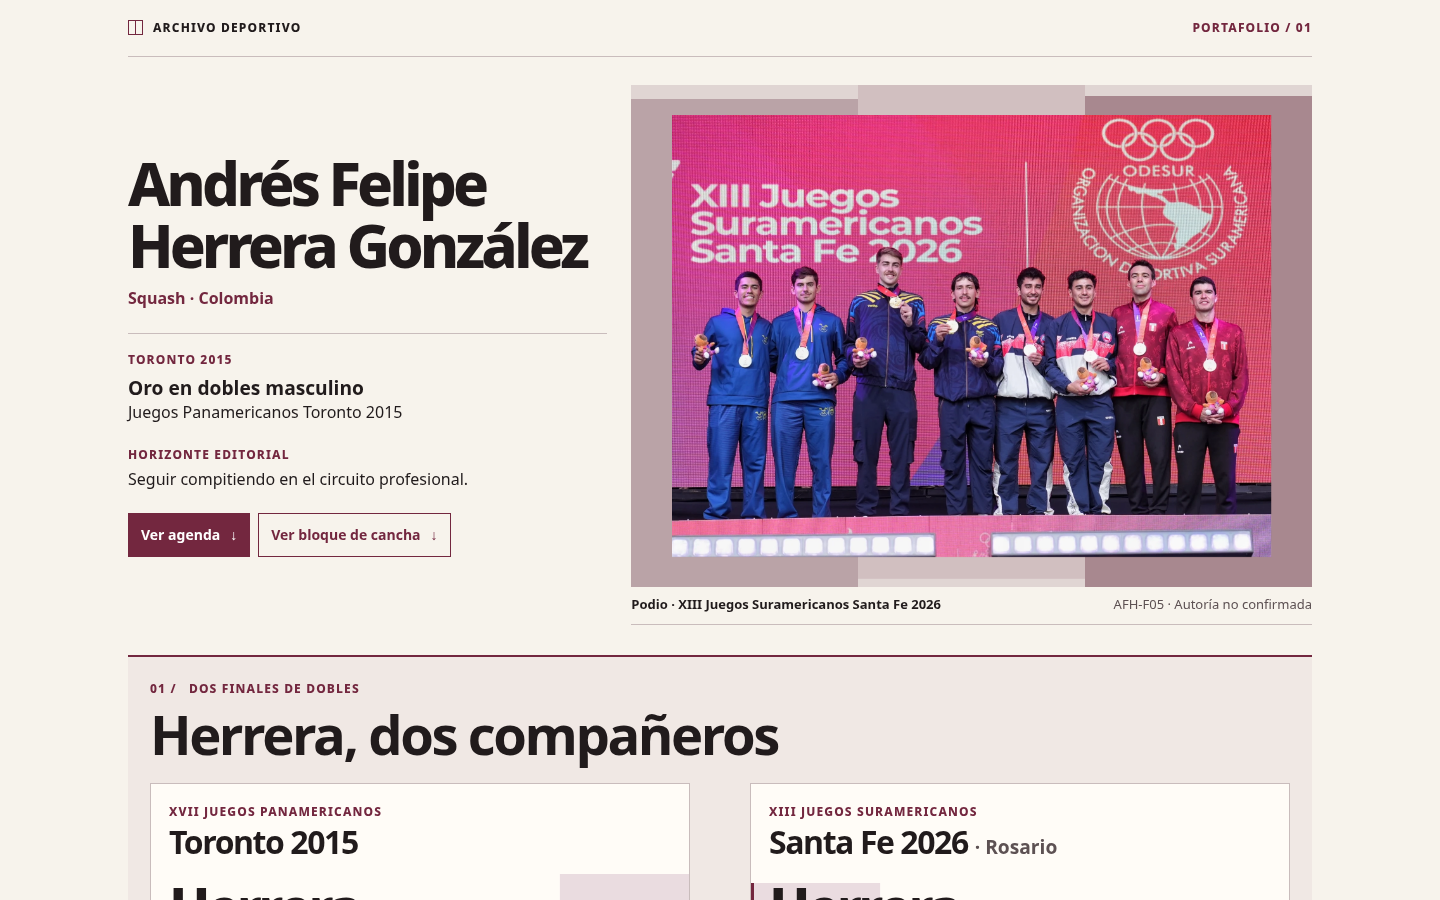 ARCHIVO DEPORTIVO
PORTAFOLIO / 01
Andrés Felipe
Herrera González
Squash · Colombia
TORONTO 2015
Oro en dobles masculino
Juegos Panamericanos Toronto 2015
HORIZONTE EDITORIAL
Seguir compitiendo en el circuito profesional.
Ver agenda ↓
Ver bloque de cancha ↓
XIII Juegos
Suramericanos
Santa Fe 2026
ODESUR
ORGANIZACION DEPORTIVA SURAMERICANA
Podio · XIII Juegos Suramericanos Santa Fe 2026
AFH-F05 · Autoría no confirmada
01 / DOS FINALES DE DOBLES
Herrera, dos compañeros
XVII JUEGOS PANAMERICANOS
Toronto 2015
Herrera
XIII JUEGOS SURAMERICANOS
Santa Fe 2026 · Rosario
Herrera